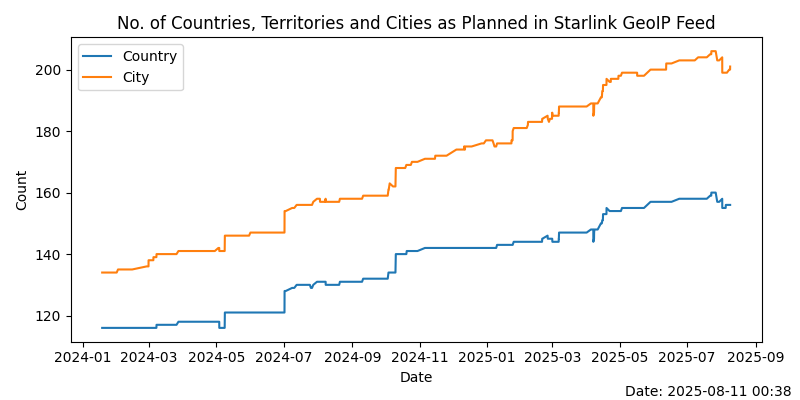 No. of Countries, Territories and Cities as Planned in Starlink GeoIP Feed
Country
City
200
180
160
140
120
Count
2024-01 2024-03 2024-05 2024-07 2024-09 2024-11 2025-01 2025-03 2025-05 2025-07 2025-09
Date
Date: 2025-08-11 00:38